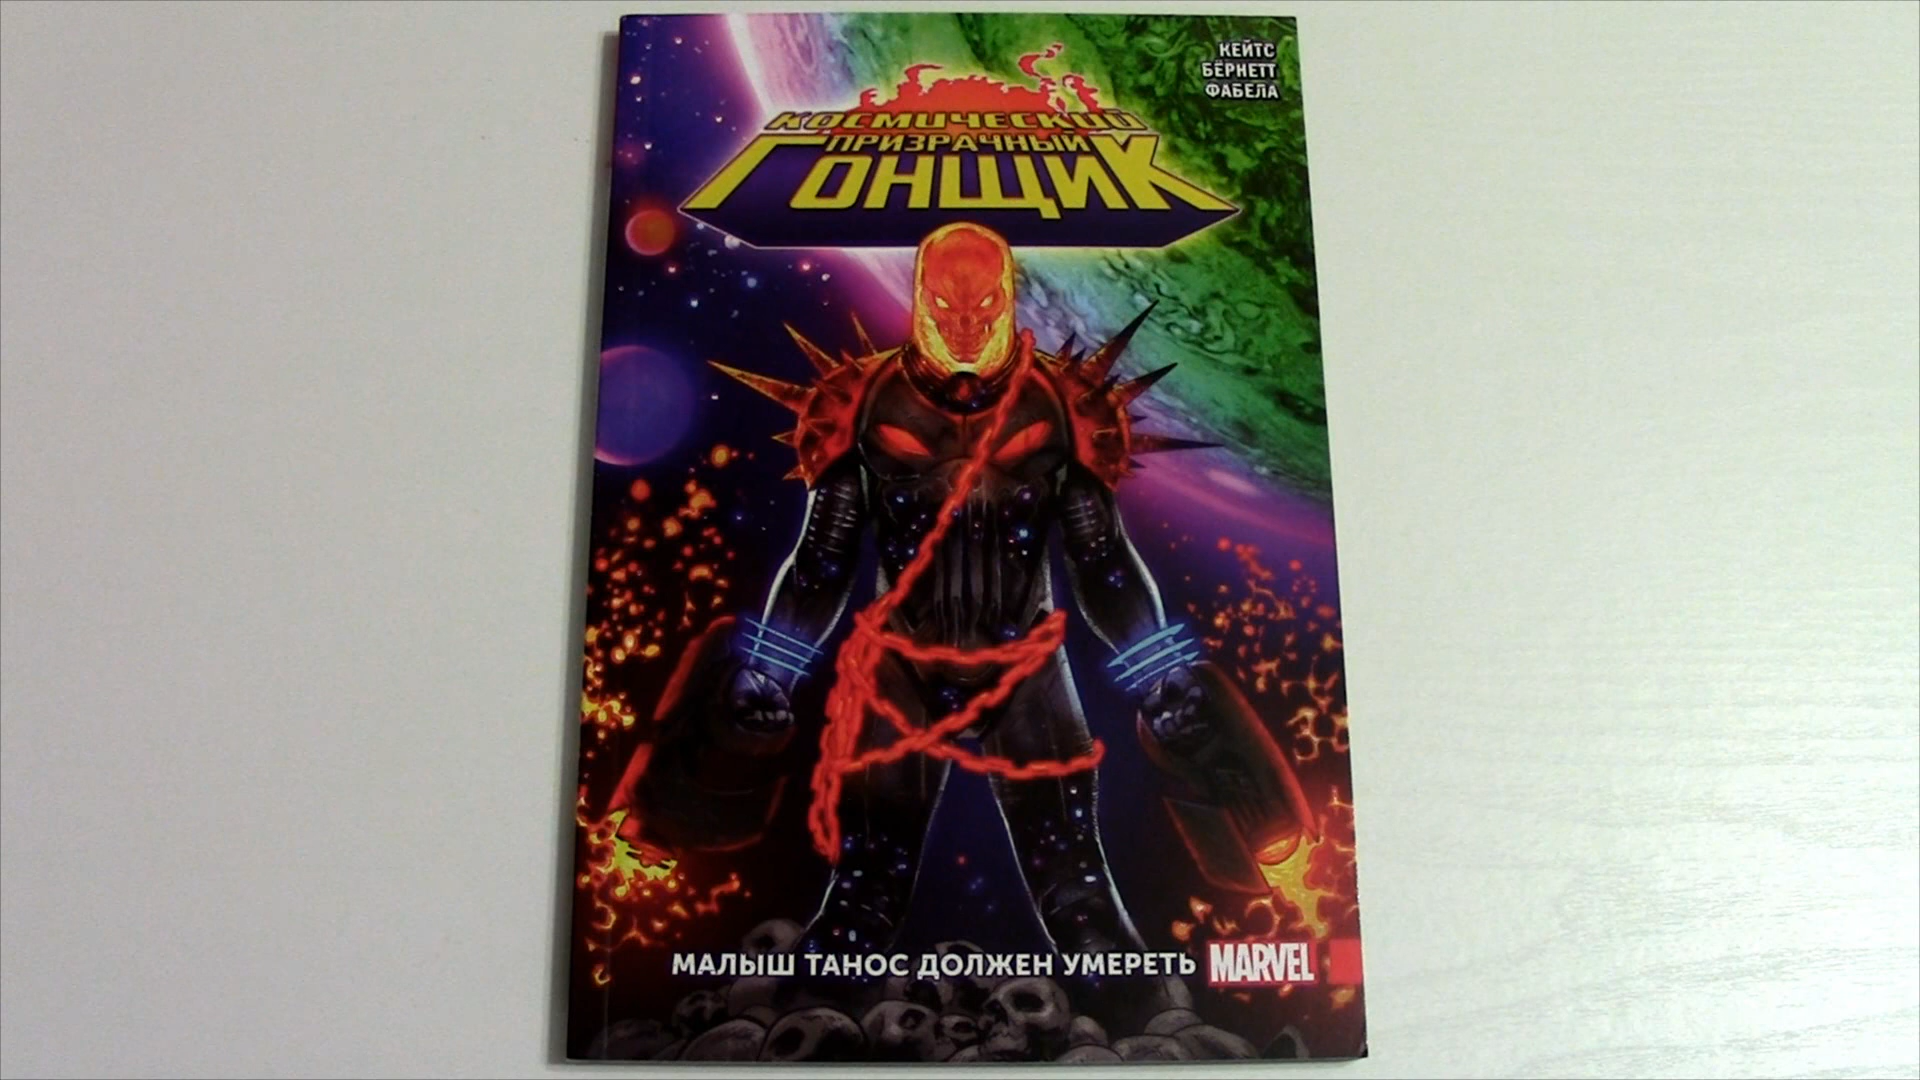 КЕЙТС
БЁРНЕТТ
ФАБЕЛА
КОСМИЧЕСКИЙ
ПРИЗРАЧНЫЙ
ГОНЩИК
МАЛЫШ ТАНОС ДОЛЖЕН УМЕРЕТЬ MARVEL